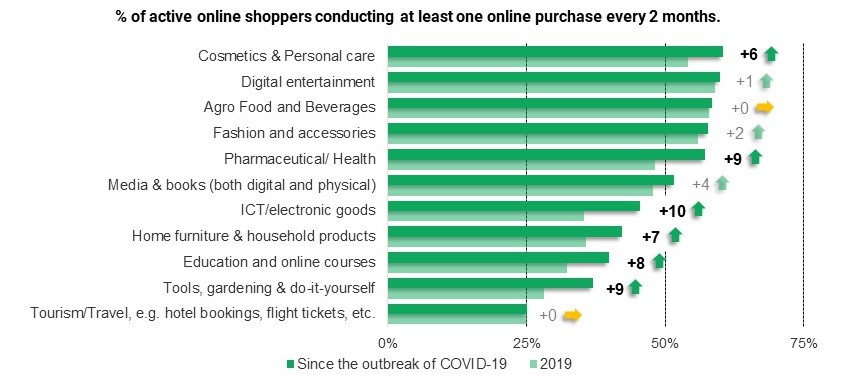 % of active online shoppers conducting at least one online purchase every 2 months.
Cosmetics & Personal care +6
Digital entertainment +1
Agro Food and Beverages +0
Fashion and accessories +2
Pharmaceutical/ Health +9
Media & books (both digital and physical) +4
ICT/electronic goods +10
Home furniture & household products +7
Education and online courses +8
Tools, gardening & do-it-yourself +9
Tourism/Travel, e.g. hotel bookings, flight tickets, etc. +0
0% 25% 50% 75%
Since the outbreak of COVID-19 2019